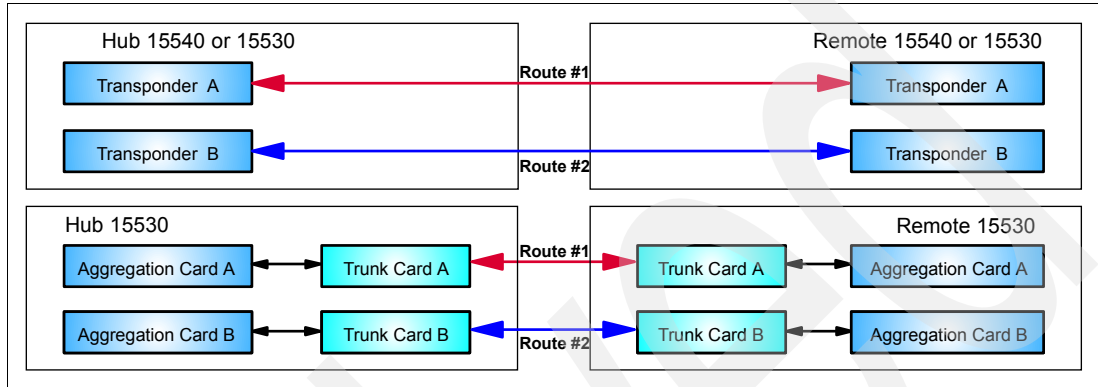 Hub 15540 or 15530
Remote 15540 or 15530
Transponder A
Route #1
Transponder A
Transponder B
Route #2
Transponder B
Hub 15530
Remote 15530
Aggregation Card A
Trunk Card A
Route #1
Trunk Card A
Aggregation Card A
Aggregation Card B
Trunk Card B
Route #2
Trunk Card B
Aggregation Card B